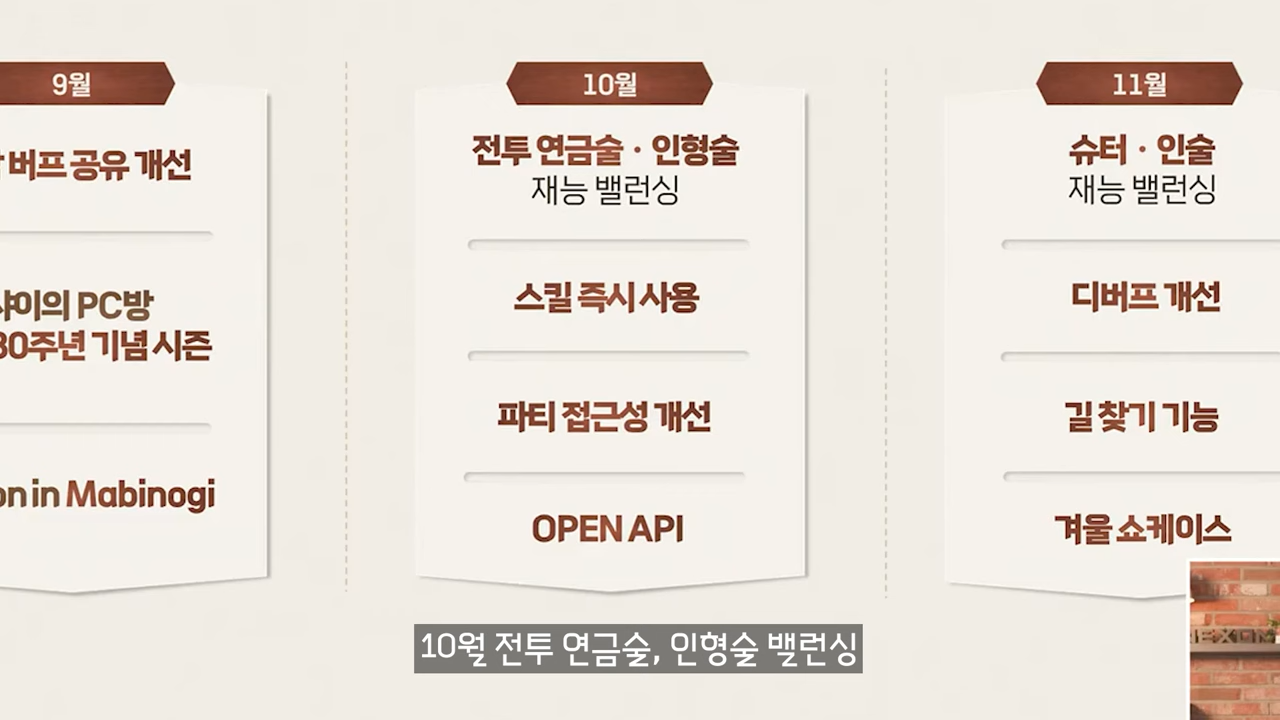 9월
버프 공유 개선
샤이의 PC방
30주년 기념 시즌
in Mabinogi
10월
전투 연금술 · 인형술
재능 밸런싱
스킬 즉시 사용
파티 접근성 개선
OPEN API
11월
슈터 · 인술
재능 밸런싱
디버프 개선
길 찾기 기능
겨울 쇼케이스
NEXON
10월 전투 연금술, 인형술 밸런싱